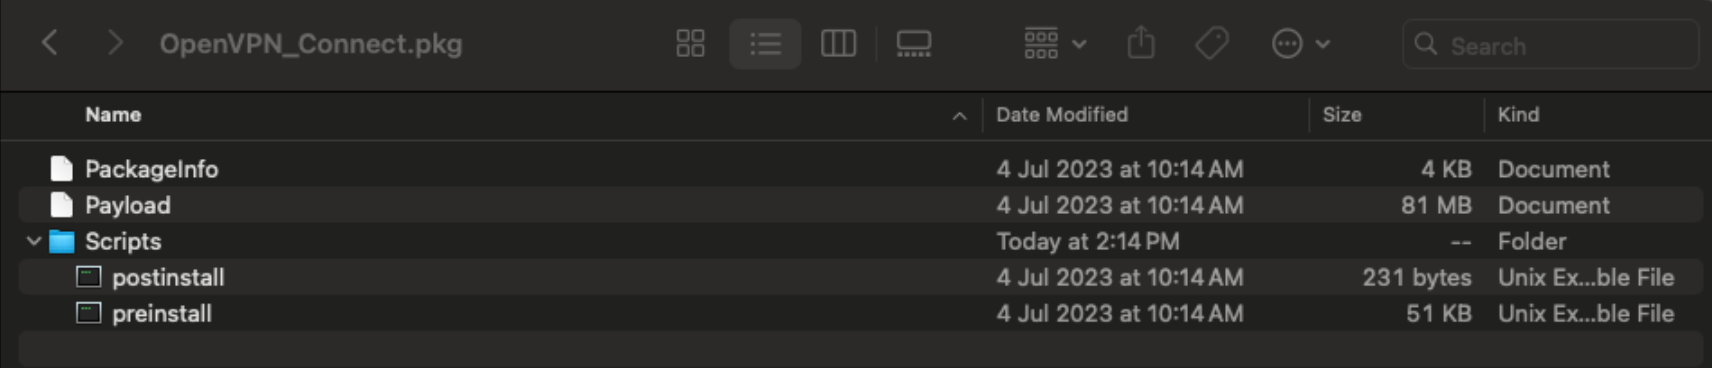 OpenVPN_Connect.pkg
Search
Name Date Modified Size Kind
PackageInfo 4 Jul 2023 at 10:14 AM 4 KB Document
Payload 4 Jul 2023 at 10:14 AM 81 MB Document
Scripts Today at 2:14 PM -- Folder
postinstall 4 Jul 2023 at 10:14 AM 231 bytes Unix Ex...ble File
preinstall 4 Jul 2023 at 10:14 AM 51 KB Unix Ex...ble File